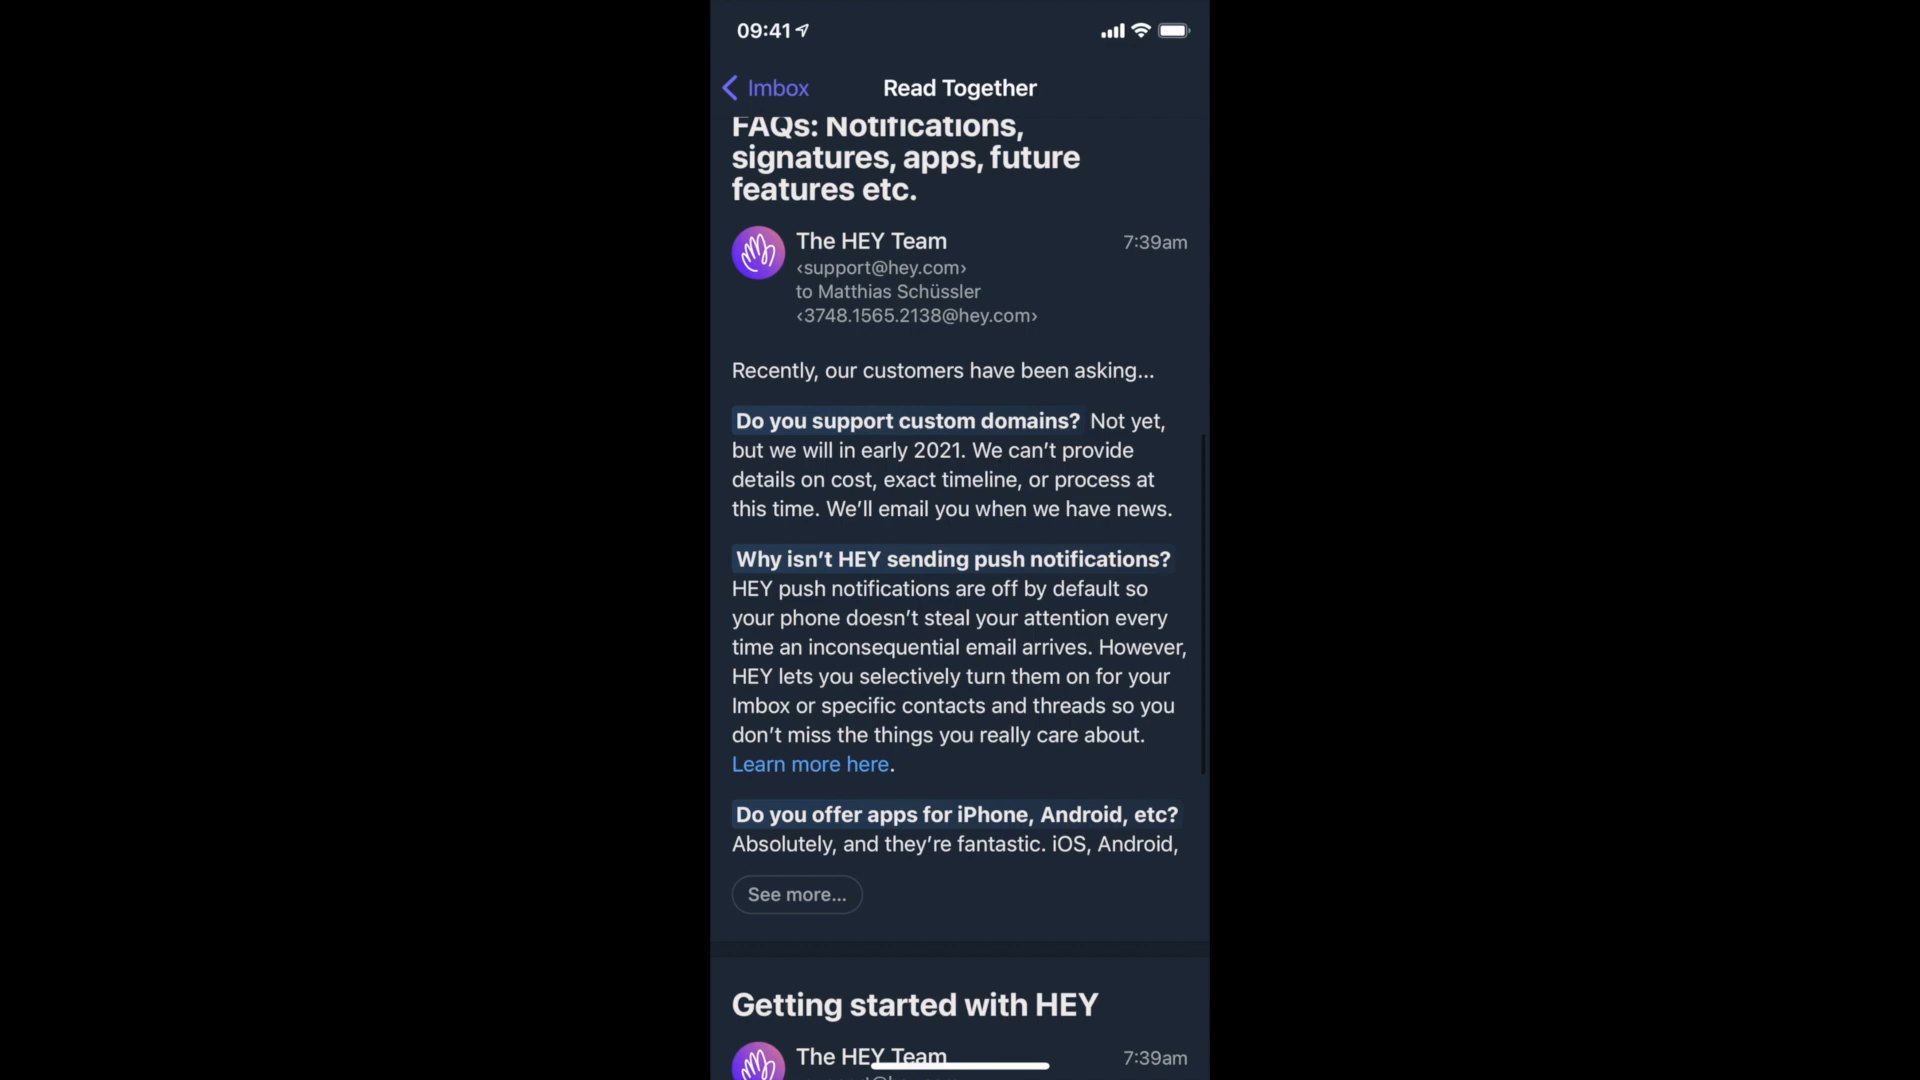 09:41
Imbox
Read Together
FAQs: Notifications,
signatures, apps, future
features etc.
The HEY Team
7:39am
<support@hey.com>
to Matthias Schüssler
<3748.1565.2138@hey.com>
Recently, our customers have been asking...
Do you support custom domains? Not yet,
but we will in early 2021. We can’t provide
details on cost, exact timeline, or process at
this time. We’ll email you when we have news.
Why isn’t HEY sending push notifications?
HEY push notifications are off by default so
your phone doesn’t steal your attention every
time an inconsequential email arrives. However,
HEY lets you selectively turn them on for your
Imbox or specific contacts and threads so you
don’t miss the things you really care about.
Learn more here.
Do you offer apps for iPhone, Android, etc?
Absolutely, and they’re fantastic. iOS, Android,
See more...
Getting started with HEY
The HEY Team
7:39am